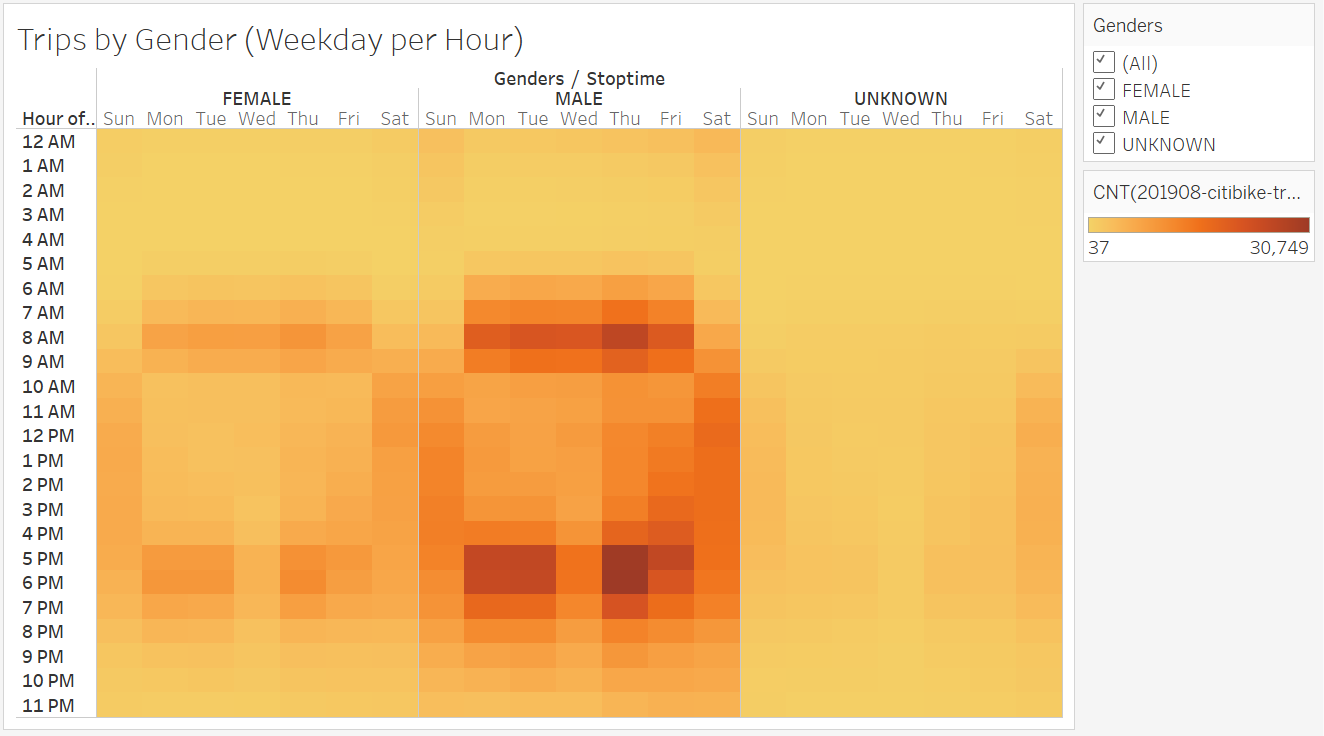 Trips by Gender (Weekday per Hour)
Genders / Stoptime
FEMALE MALE UNKNOWN
Hour of.. Sun Mon Tue Wed Thu Fri Sat Sun Mon Tue Wed Thu Fri Sat Sun Mon Tue Wed Thu Fri Sat
12 AM
1 AM
2 AM
3 AM
4 AM
5 AM
6 AM
7 AM
8 AM
9 AM
10 AM
11 AM
12 PM
1 PM
2 PM
3 PM
4 PM
5 PM
6 PM
7 PM
8 PM
9 PM
10 PM
11 PM
Genders
(All)
FEMALE
MALE
UNKNOWN
CNT(201908-citibike-tr...
37 30,749